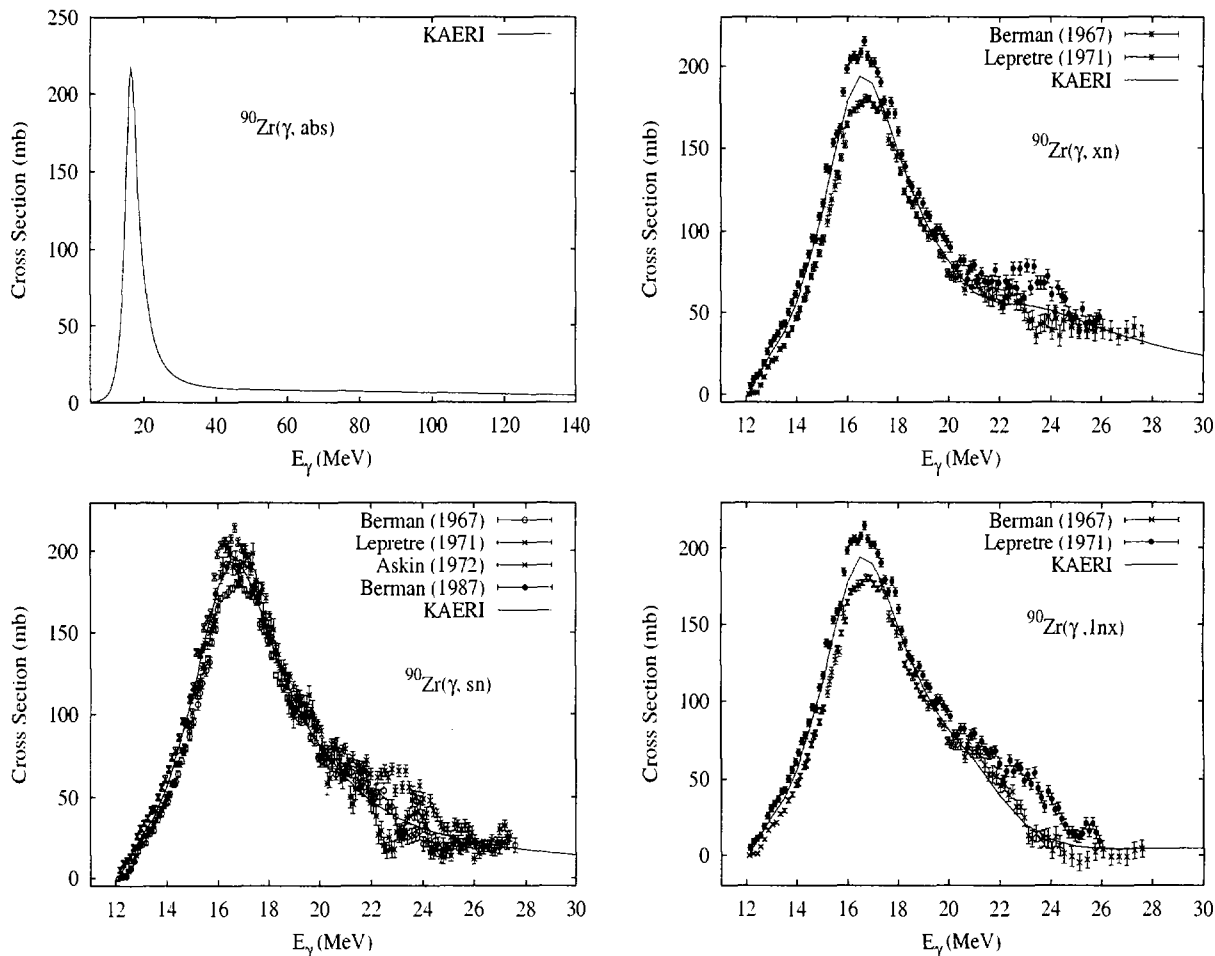 KAERI
⁹⁰Zr(γ, abs)
Cross Section (mb)
250
200
150
100
50
0
20 40 60 80 100 120 140
E_γ (MeV)
Berman (1967)
Lepretre (1971)
KAERI
⁹⁰Zr(γ, xn)
Cross Section (mb)
200
150
100
50
0
12 14 16 18 20 22 24 26 28 30
E_γ (MeV)
Berman (1967)
Lepretre (1971)
Askin (1972)
Berman (1987)
KAERI
⁹⁰Zr(γ, sn)
Cross Section (mb)
200
150
100
50
0
12 14 16 18 20 22 24 26 28 30
E_γ (MeV)
Berman (1967)
Lepretre (1971)
KAERI
⁹⁰Zr(γ, 1nx)
Cross Section (mb)
200
150
100
50
0
12 14 16 18 20 22 24 26 28 30
E_γ (MeV)